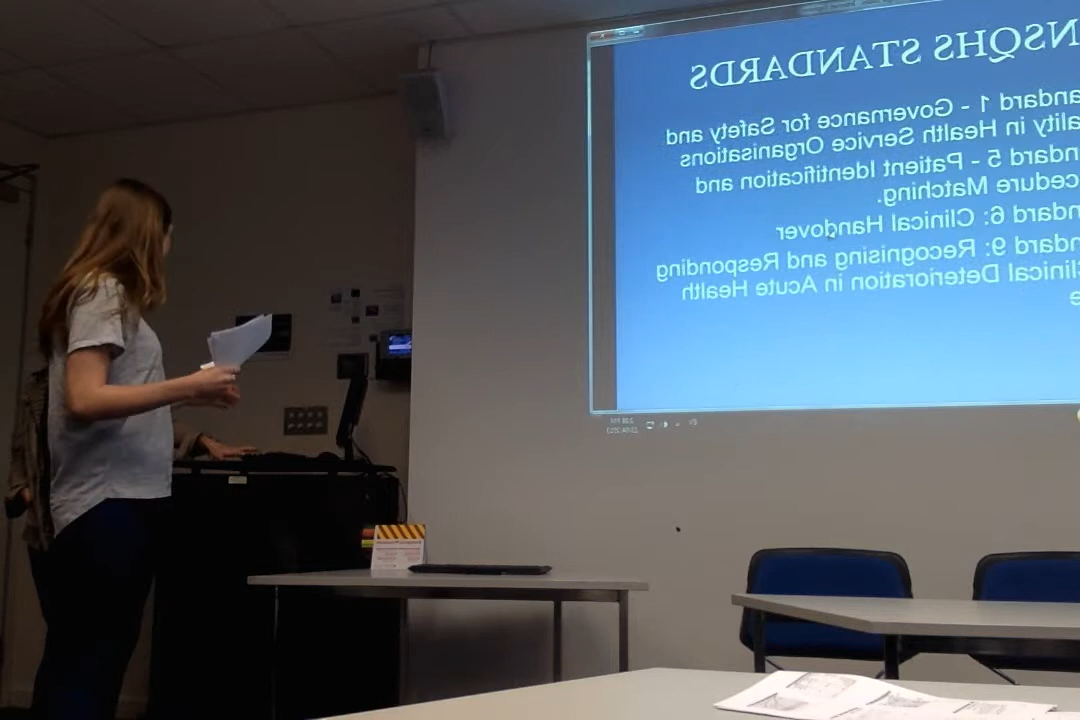 NSQHS STANDARDS
andard 1 - Governance for Safety and
ality in Health Service Organisations
ndard 5 - Patient Identification and
cedure Matching.
ndard 6: Clinical Handover
ndard 9: Recognising and Responding
Clinical Deterioration in Acute Health
e